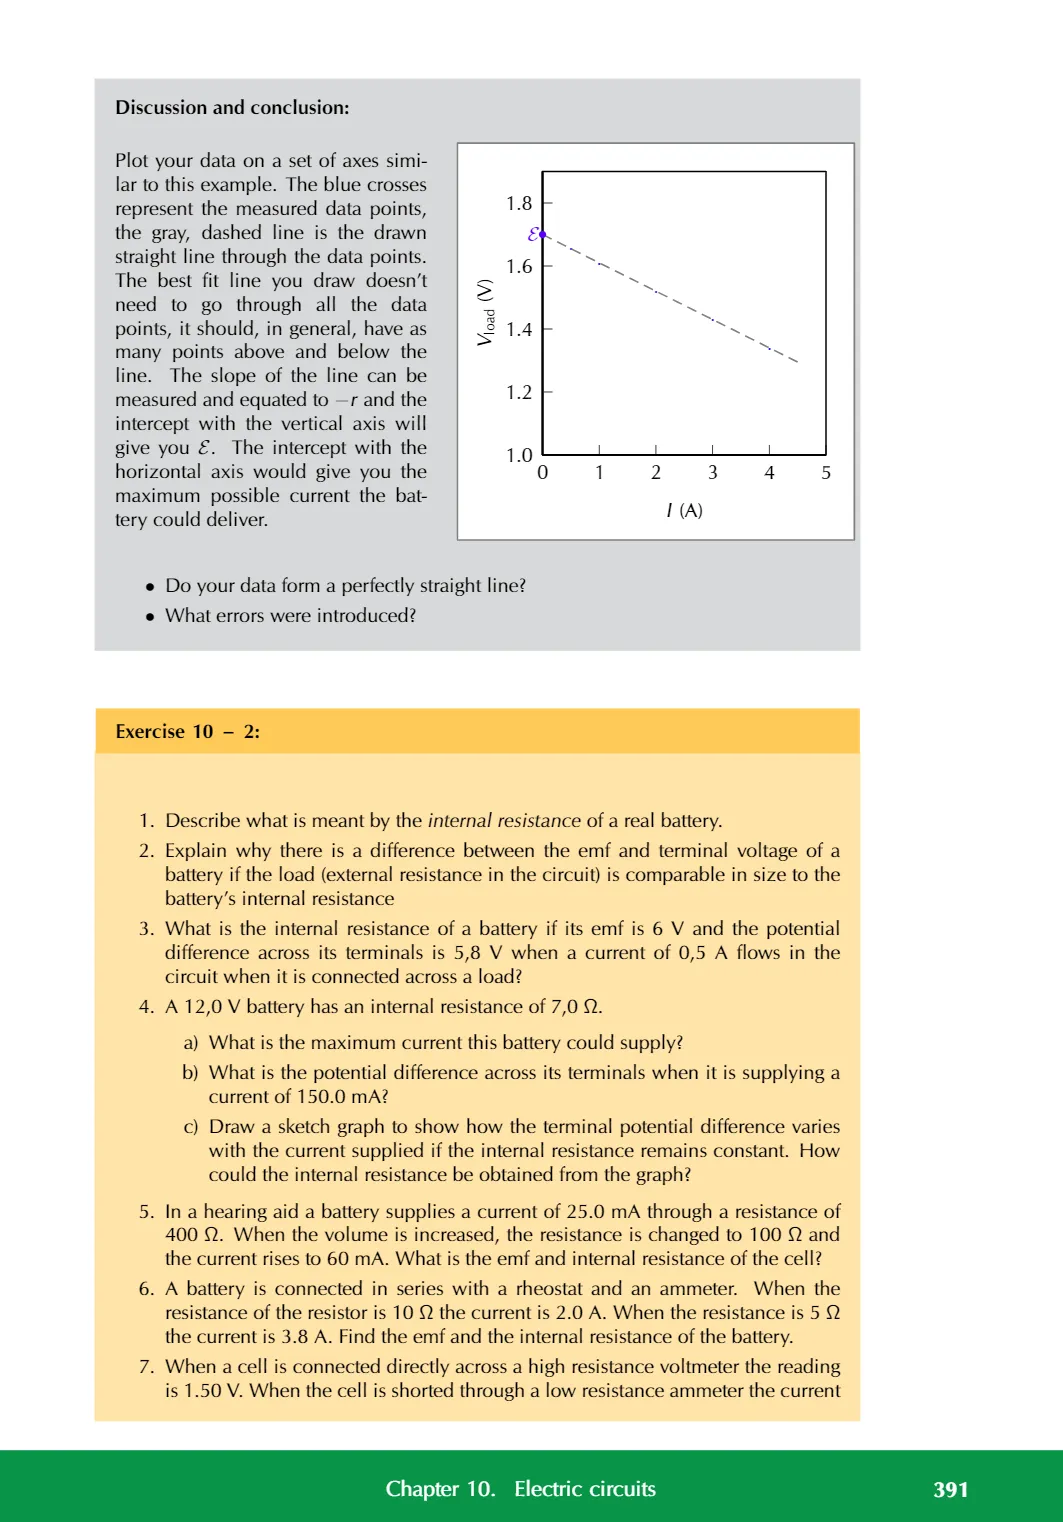 Discussion and conclusion:
Plot your data on a set of axes simi-
lar to this example. The blue crosses
represent the measured data points,
the gray, dashed line is the drawn
straight line through the data points.
The best fit line you draw doesn’t
need to go through all the data
points, it should, in general, have as
many points above and below the
line. The slope of the line can be
measured and equated to −r and the
intercept with the vertical axis will
give you ℰ. The intercept with the
horizontal axis would give you the
maximum possible current the bat-
tery could deliver.
1.8
ℰ
1.6
1.4
1.2
1.0
V_load (V)
0 1 2 3 4 5
I (A)
• Do your data form a perfectly straight line?
• What errors were introduced?
Exercise 10 – 2:
1. Describe what is meant by the internal resistance of a real battery.
2. Explain why there is a difference between the emf and terminal voltage of a
battery if the load (external resistance in the circuit) is comparable in size to the
battery’s internal resistance
3. What is the internal resistance of a battery if its emf is 6 V and the potential
difference across its terminals is 5,8 V when a current of 0,5 A flows in the
circuit when it is connected across a load?
4. A 12,0 V battery has an internal resistance of 7,0 Ω.
a) What is the maximum current this battery could supply?
b) What is the potential difference across its terminals when it is supplying a
current of 150.0 mA?
c) Draw a sketch graph to show how the terminal potential difference varies
with the current supplied if the internal resistance remains constant. How
could the internal resistance be obtained from the graph?
5. In a hearing aid a battery supplies a current of 25.0 mA through a resistance of
400 Ω. When the volume is increased, the resistance is changed to 100 Ω and
the current rises to 60 mA. What is the emf and internal resistance of the cell?
6. A battery is connected in series with a rheostat and an ammeter. When the
resistance of the resistor is 10 Ω the current is 2.0 A. When the resistance is 5 Ω
the current is 3.8 A. Find the emf and the internal resistance of the battery.
7. When a cell is connected directly across a high resistance voltmeter the reading
is 1.50 V. When the cell is shorted through a low resistance ammeter the current
Chapter 10. Electric circuits 391